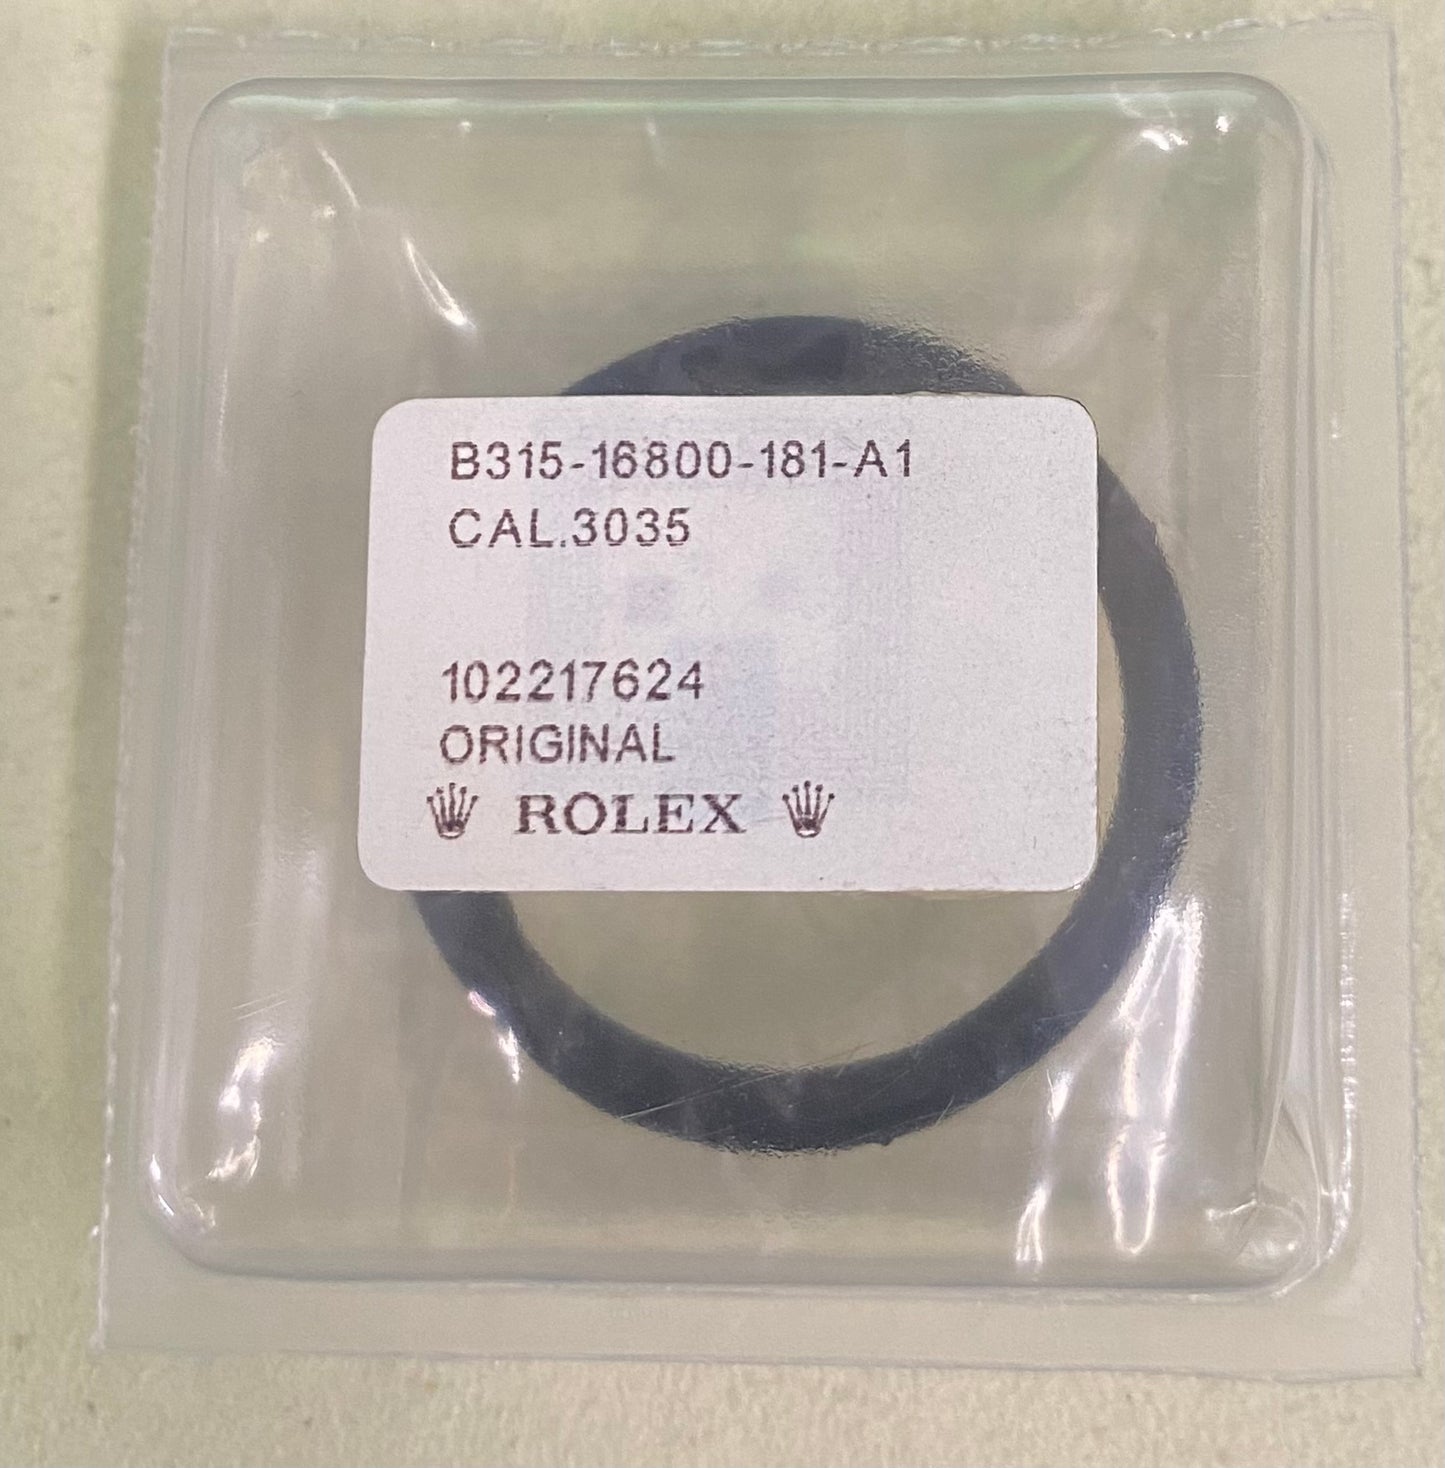 B315-16800-181-A1
CAL.3035
102217624
ORIGINAL
ROLEX